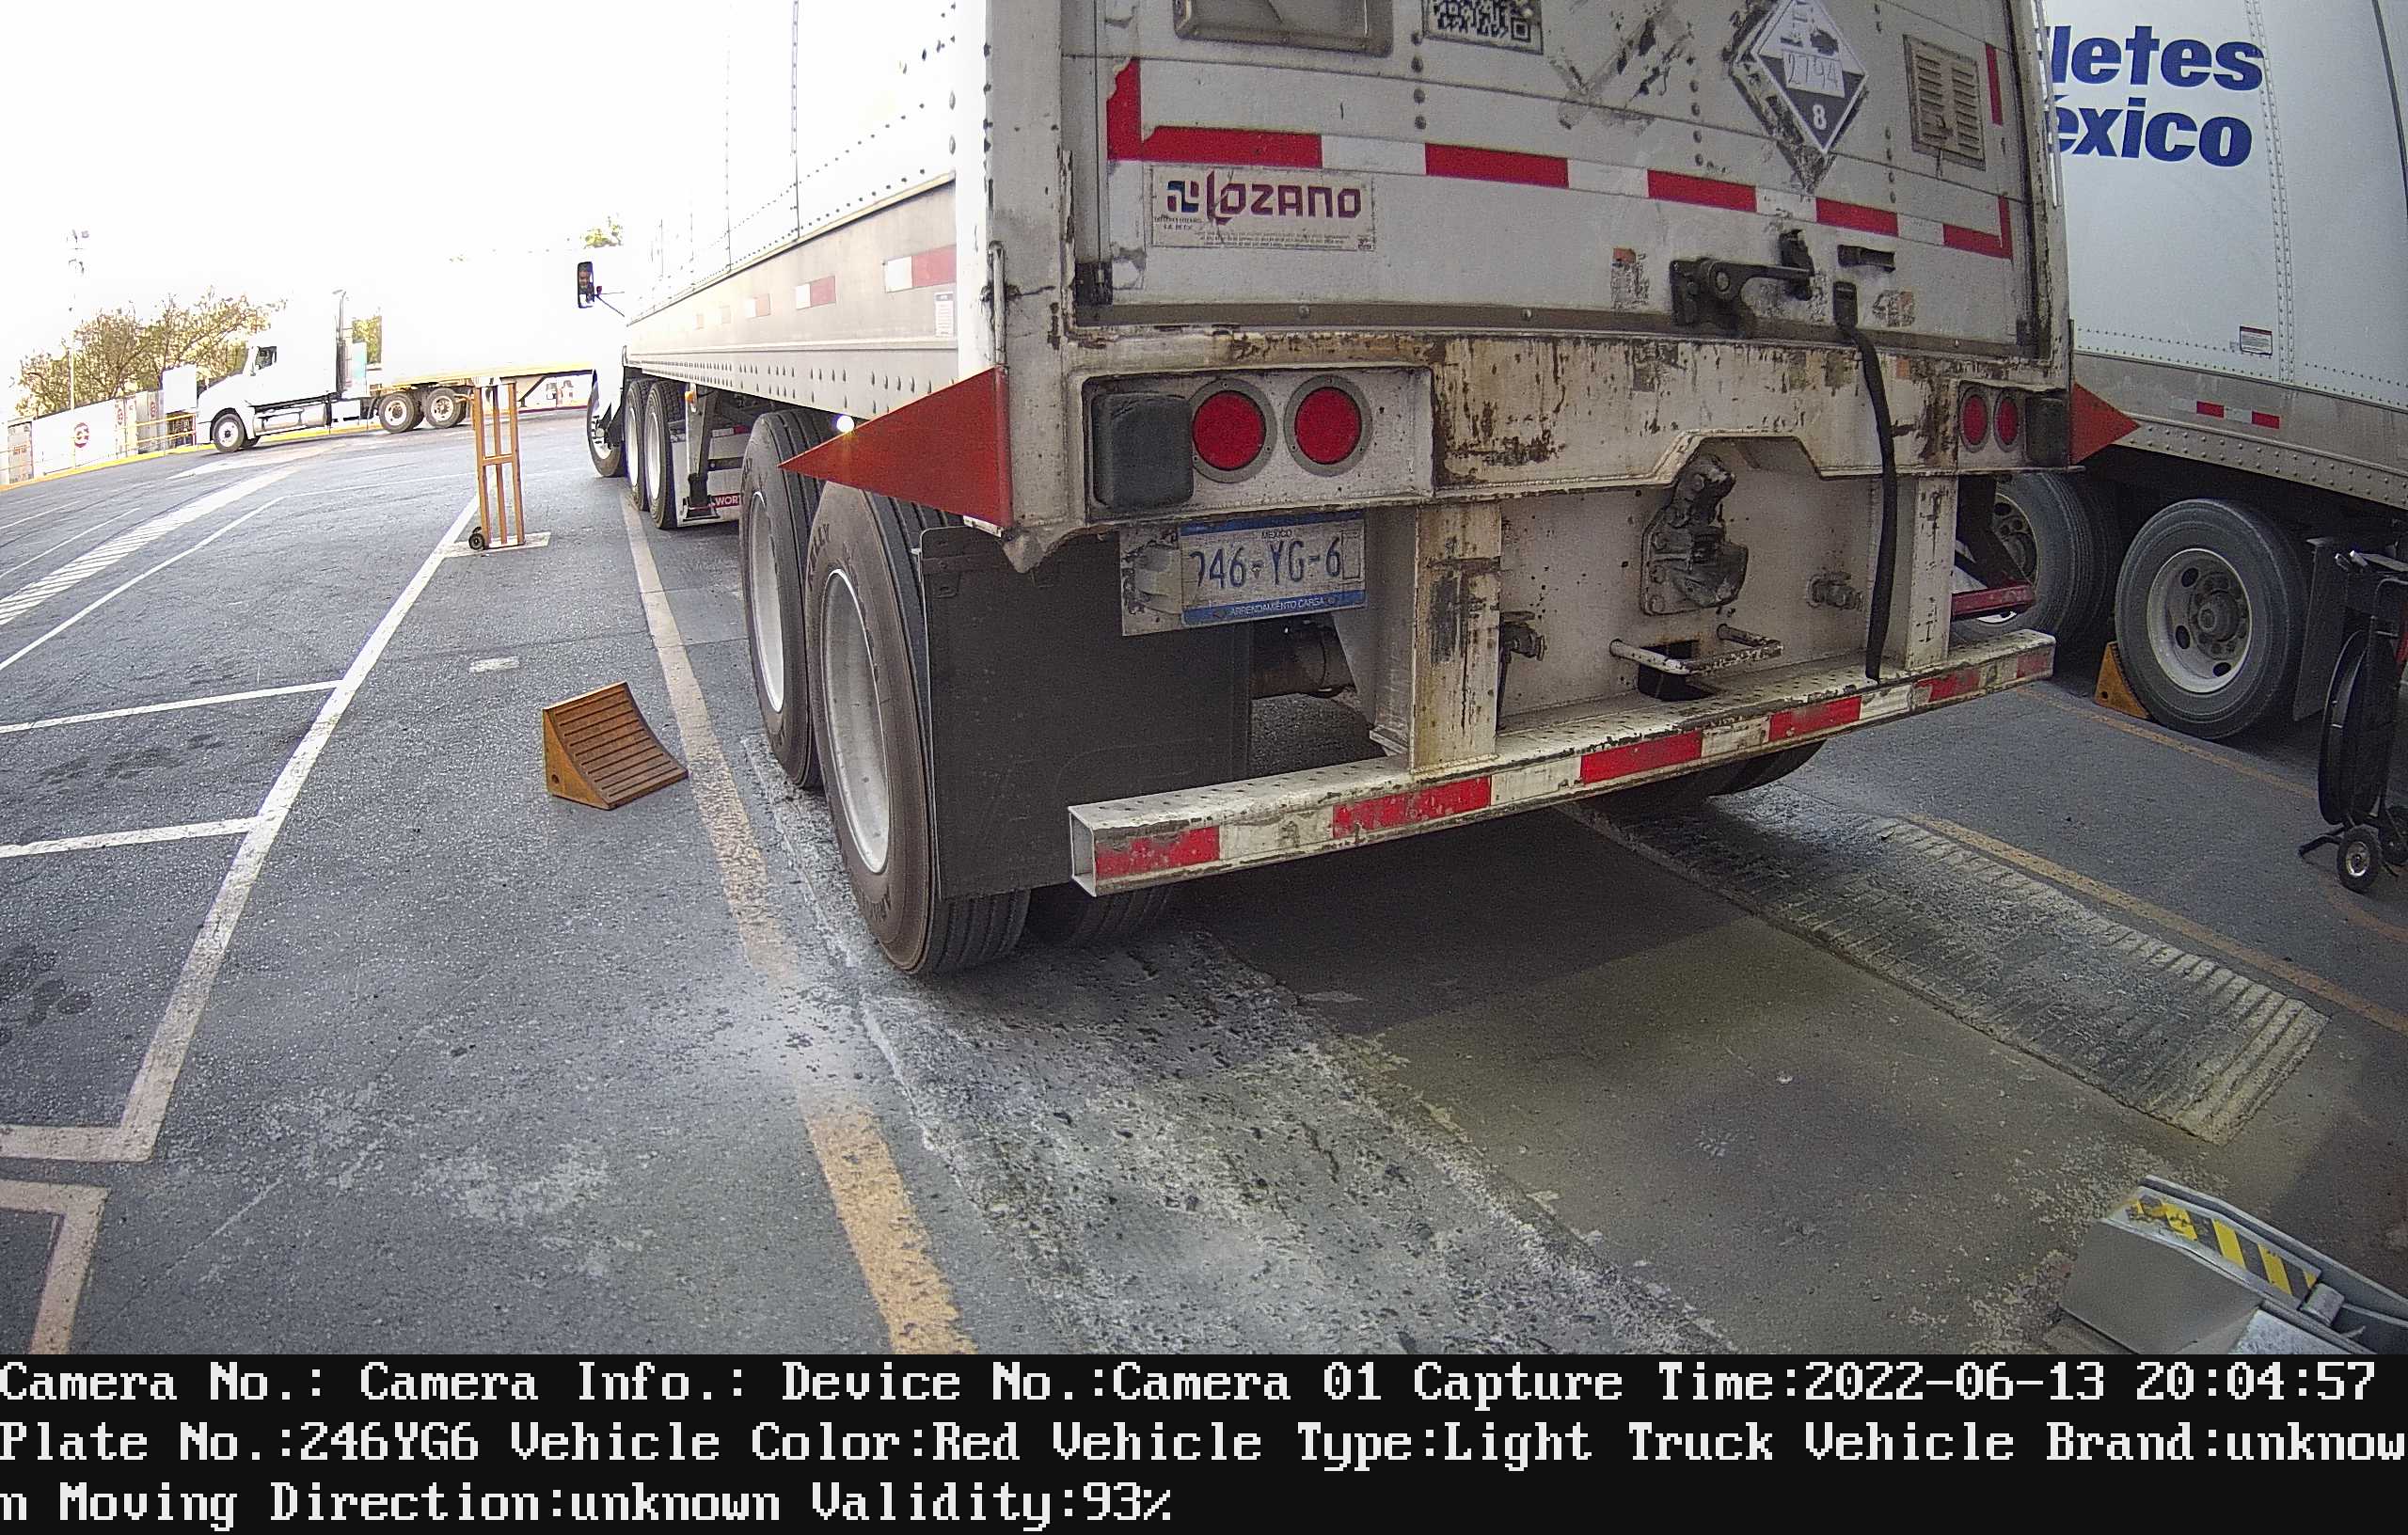 letes
éxico
2794
8
LOZANO
MEXICO
246-YG-6
ARRENDAMIENTO CARGA
Camera No.: Camera Info.: Device No.:Camera 01 Capture Time:2022-06-13 20:04:57
Plate No.:246YG6 Vehicle Color:Red Vehicle Type:Light Truck Vehicle Brand:unknow
n Moving Direction:unknown Validity:93%